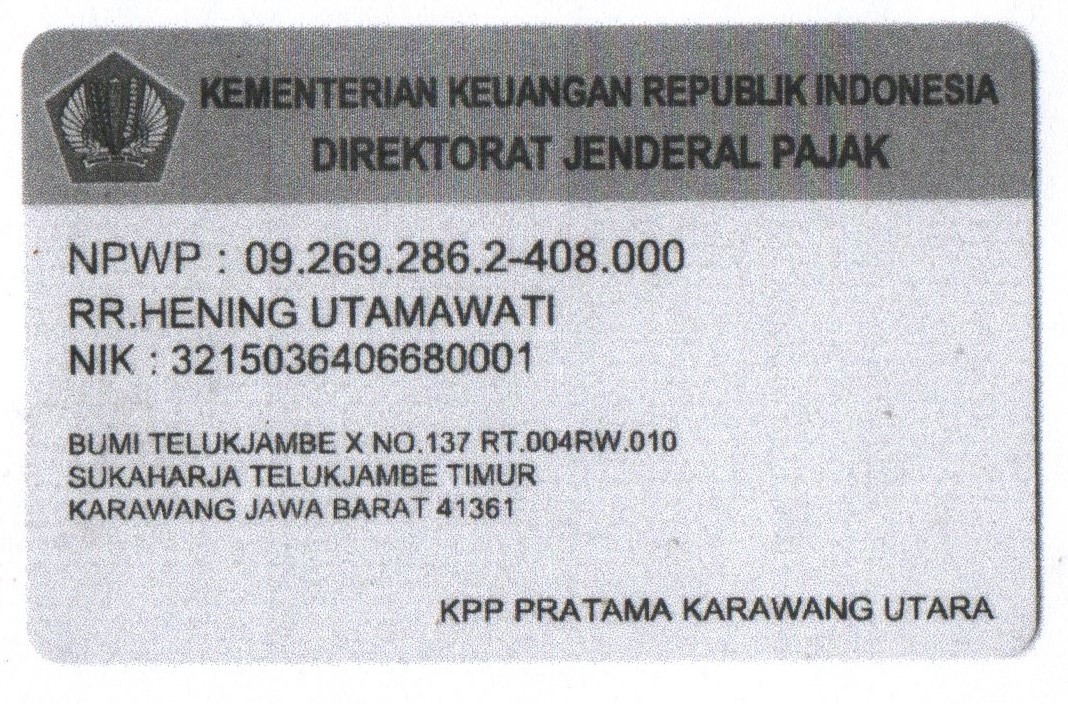 KEMENTERIAN KEUANGAN REPUBLIK INDONESIA
DIREKTORAT JENDERAL PAJAK
NPWP : 09.269.286.2-408.000
RR.HENING UTAMAWATI
NIK : 3215036406680001
BUMI TELUKJAMBE X NO.137 RT.004RW.010
SUKAHARJA TELUKJAMBE TIMUR
KARAWANG JAWA BARAT 41361
KPP PRATAMA KARAWANG UTARA